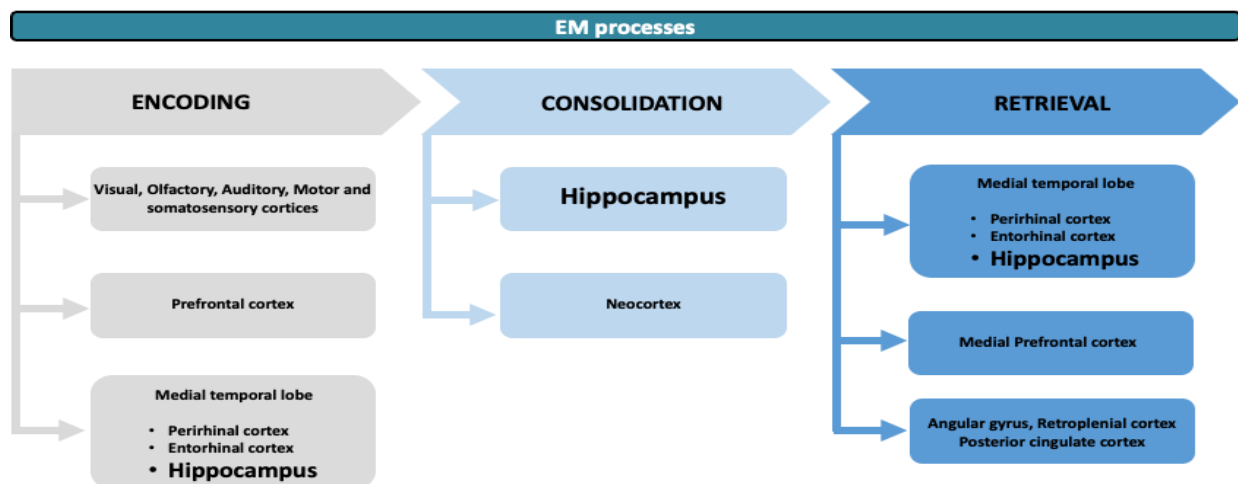 EM processes
ENCODING
Visual, Olfactory, Auditory, Motor and
somatosensory cortices
Prefrontal cortex
Medial temporal lobe
• Perirhinal cortex
• Entorhinal cortex
• Hippocampus
CONSOLIDATION
Hippocampus
Neocortex
RETRIEVAL
Medial temporal lobe
• Perirhinal cortex
• Entorhinal cortex
• Hippocampus
Medial Prefrontal cortex
Angular gyrus, Retroplenial cortex
Posterior cingulate cortex